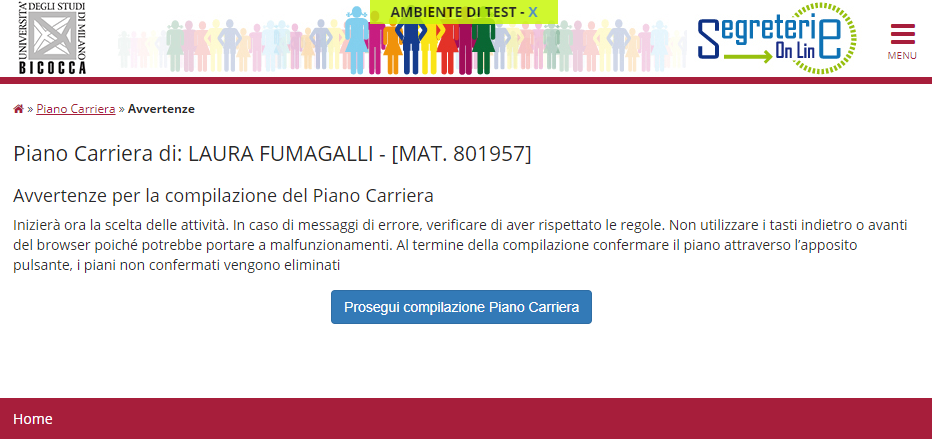 UNIVERSITÀ DEGLI STUDI DI MILANO
BICOCCA
AMBIENTE DI TEST - X
Segreterie
On Line
MENU
» Piano Carriera » Avvertenze
Piano Carriera di: LAURA FUMAGALLI - [MAT. 801957]
Avvertenze per la compilazione del Piano Carriera
Inizierà ora la scelta delle attività. In caso di messaggi di errore, verificare di aver rispettato le regole. Non utilizzare i tasti indietro o avanti
del browser poiché potrebbe portare a malfunzionamenti. Al termine della compilazione confermare il piano attraverso l'apposito
pulsante, i piani non confermati vengono eliminati
Prosegui compilazione Piano Carriera
Home